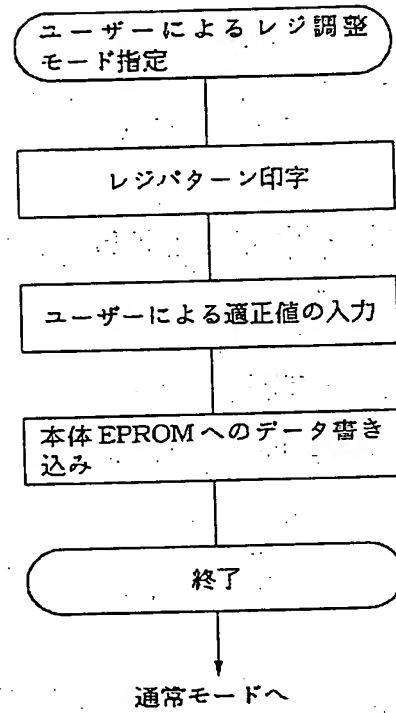 ユーザーによるレジ調整
モード指定
レジパターン印字
ユーザーによる適正値の入力
本体EPROMへのデータ書き
込み
終了
通常モードへ